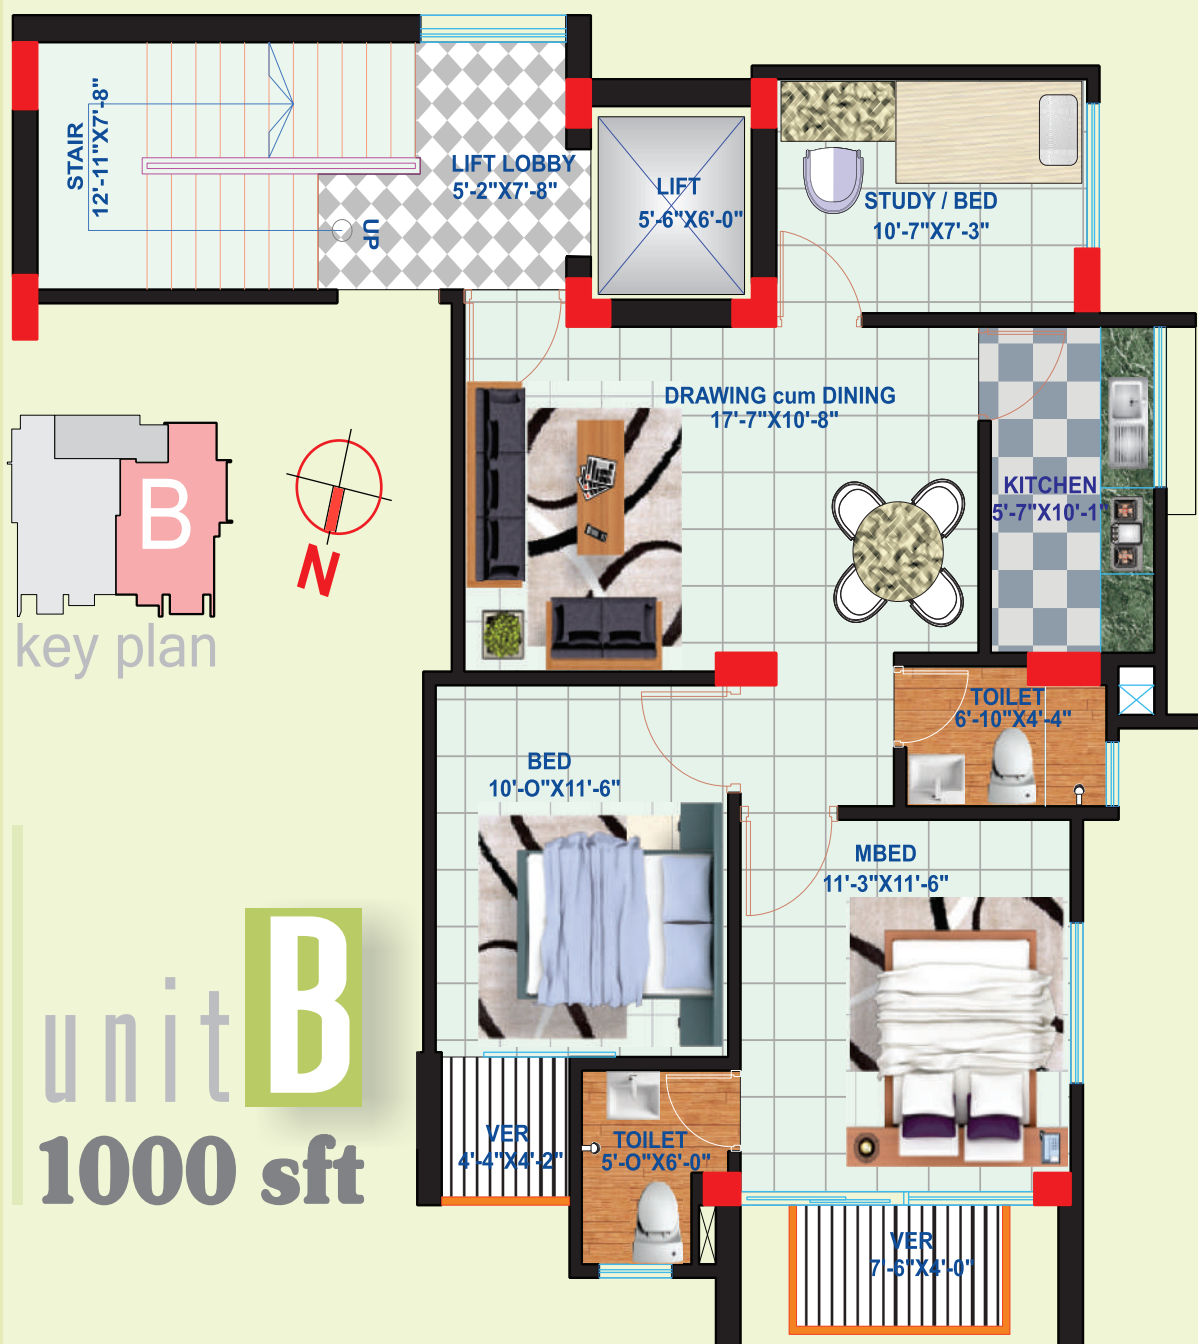 STAIR
12'-11"X7'-8"
UP
LIFT LOBBY
5'-2"X7'-8"
LIFT
5'-6"X6'-0"
STUDY / BED
10'-7"X7'-3"
DRAWING cum DINING
17'-7"X10'-8"
KITCHEN
5'-7"X10'-1"
B
N
key plan
TOILET
6'-10"X4'-4"
BED
10'-O"X11'-6"
MBED
11'-3"X11'-6"
unit B
1000 sft
VER
4'-4"X4'-2"
TOILET
5'-O"X6'-0"
VER
7'-6"X4'-0"